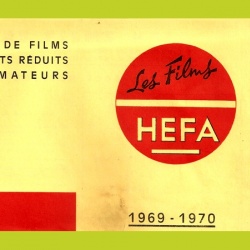 DE FILMS
TS RÉDUITS
MATEURS
Les Films
HEFA
1969 - 1970